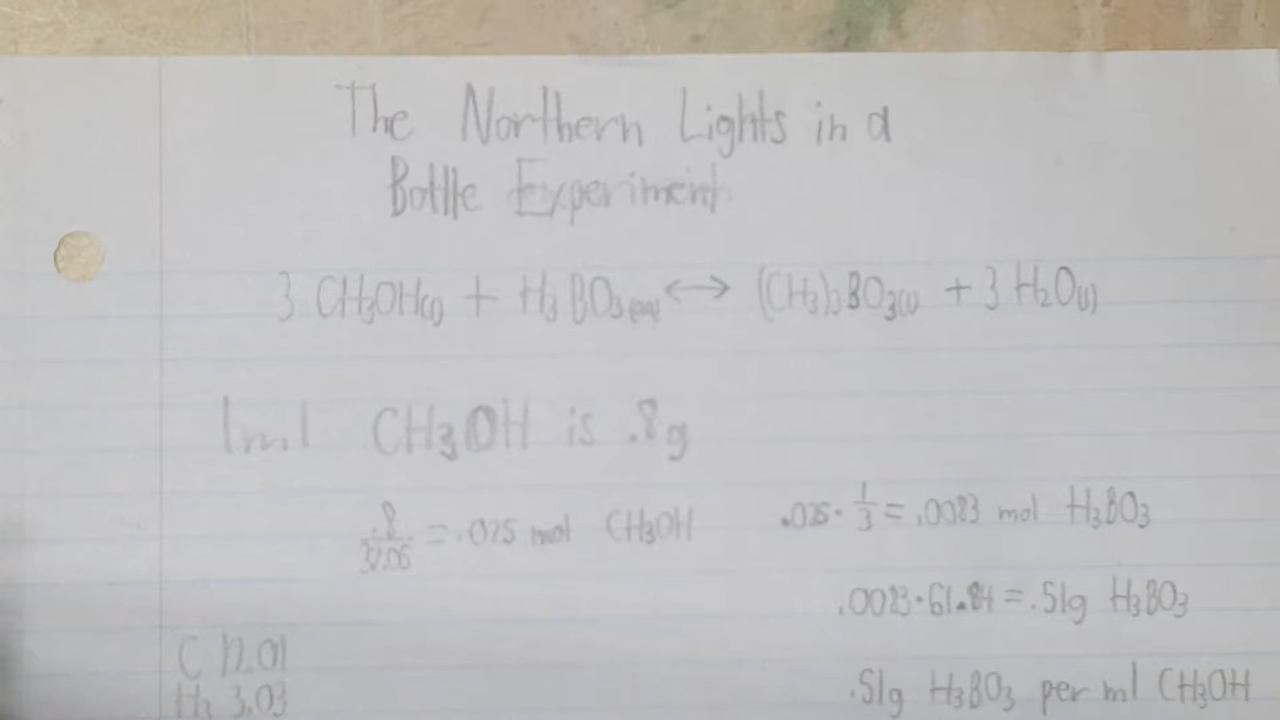 The Northern Lights in a
Bottle Experiment
3 CH3OH(l) + H3BO3(aq) ↔ (CH3)3BO3(l) + 3 H2O(l)
1ml CH3OH is .8g
.8/32.05 = .025 mol CH3OH
.025 · 1/3 = .0083 mol H3BO3
.0083 · 61.84 = .51g H3BO3
C 12.01
H3 3.03
.51g H3BO3 per ml CH3OH